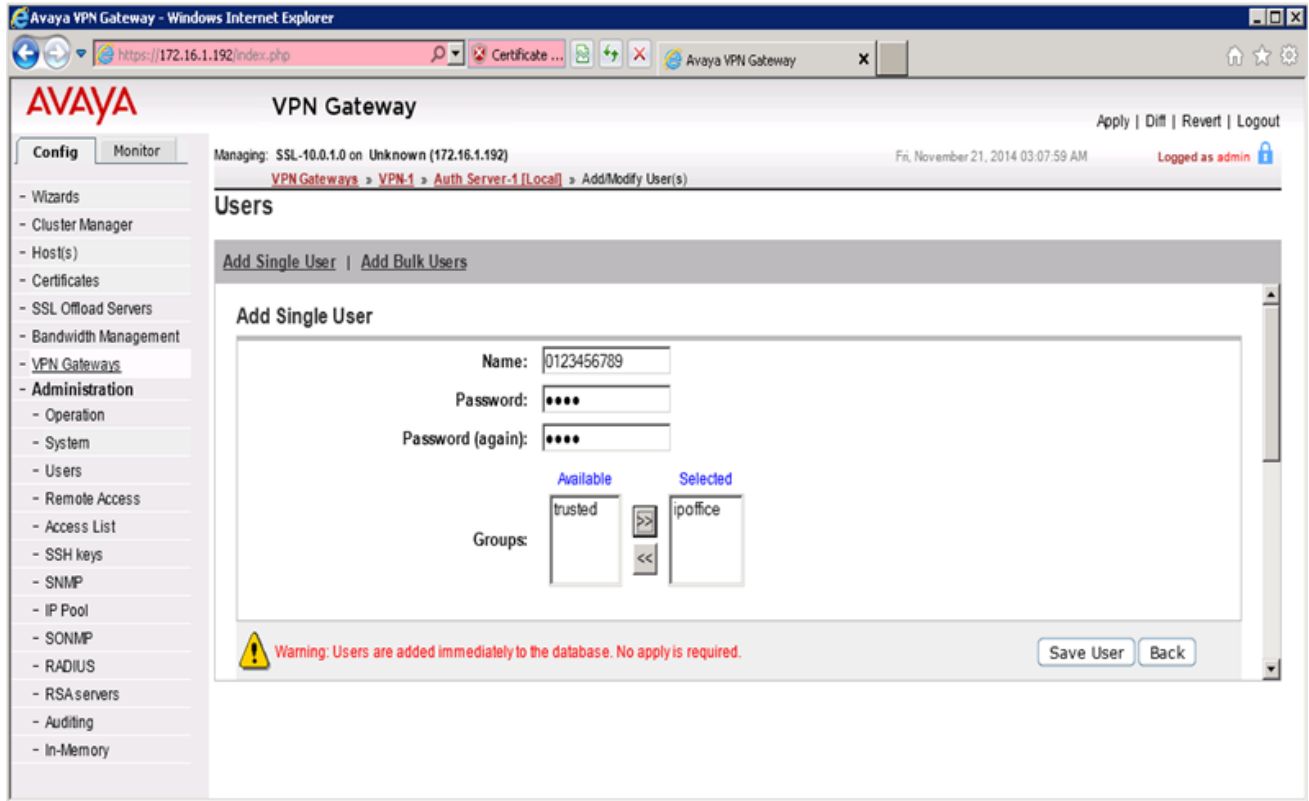 Avaya VPN Gateway - Windows Internet Explorer
https://172.16.1.192/index.php Certificate ... Avaya VPN Gateway x
AVAYA VPN Gateway
Apply | Diff | Revert | Logout
Config Monitor
Managing: SSL-10.0.1.0 on Unknown (172.16.1.192) Fri, November 21, 2014 03:07:59 AM Logged as admin
VPN Gateways » VPN-1 » Auth Server-1 [Local] » Add/Modify User(s)
- Wizards
- Cluster Manager
- Host(s)
- Certificates
- SSL Offload Servers
- Bandwidth Management
- VPN Gateways
- Administration
- Operation
- System
- Users
- Remote Access
- Access List
- SSH keys
- SNMP
- IP Pool
- SONMP
- RADIUS
- RSA servers
- Auditing
- In-Memory
Users
Add Single User | Add Bulk Users
Add Single User
Name: 0123456789
Password: ••••
Password (again): ••••
Available Selected
Groups: trusted >> ipoffice
<<
Warning: Users are added immediately to the database. No apply is required.
Save User Back